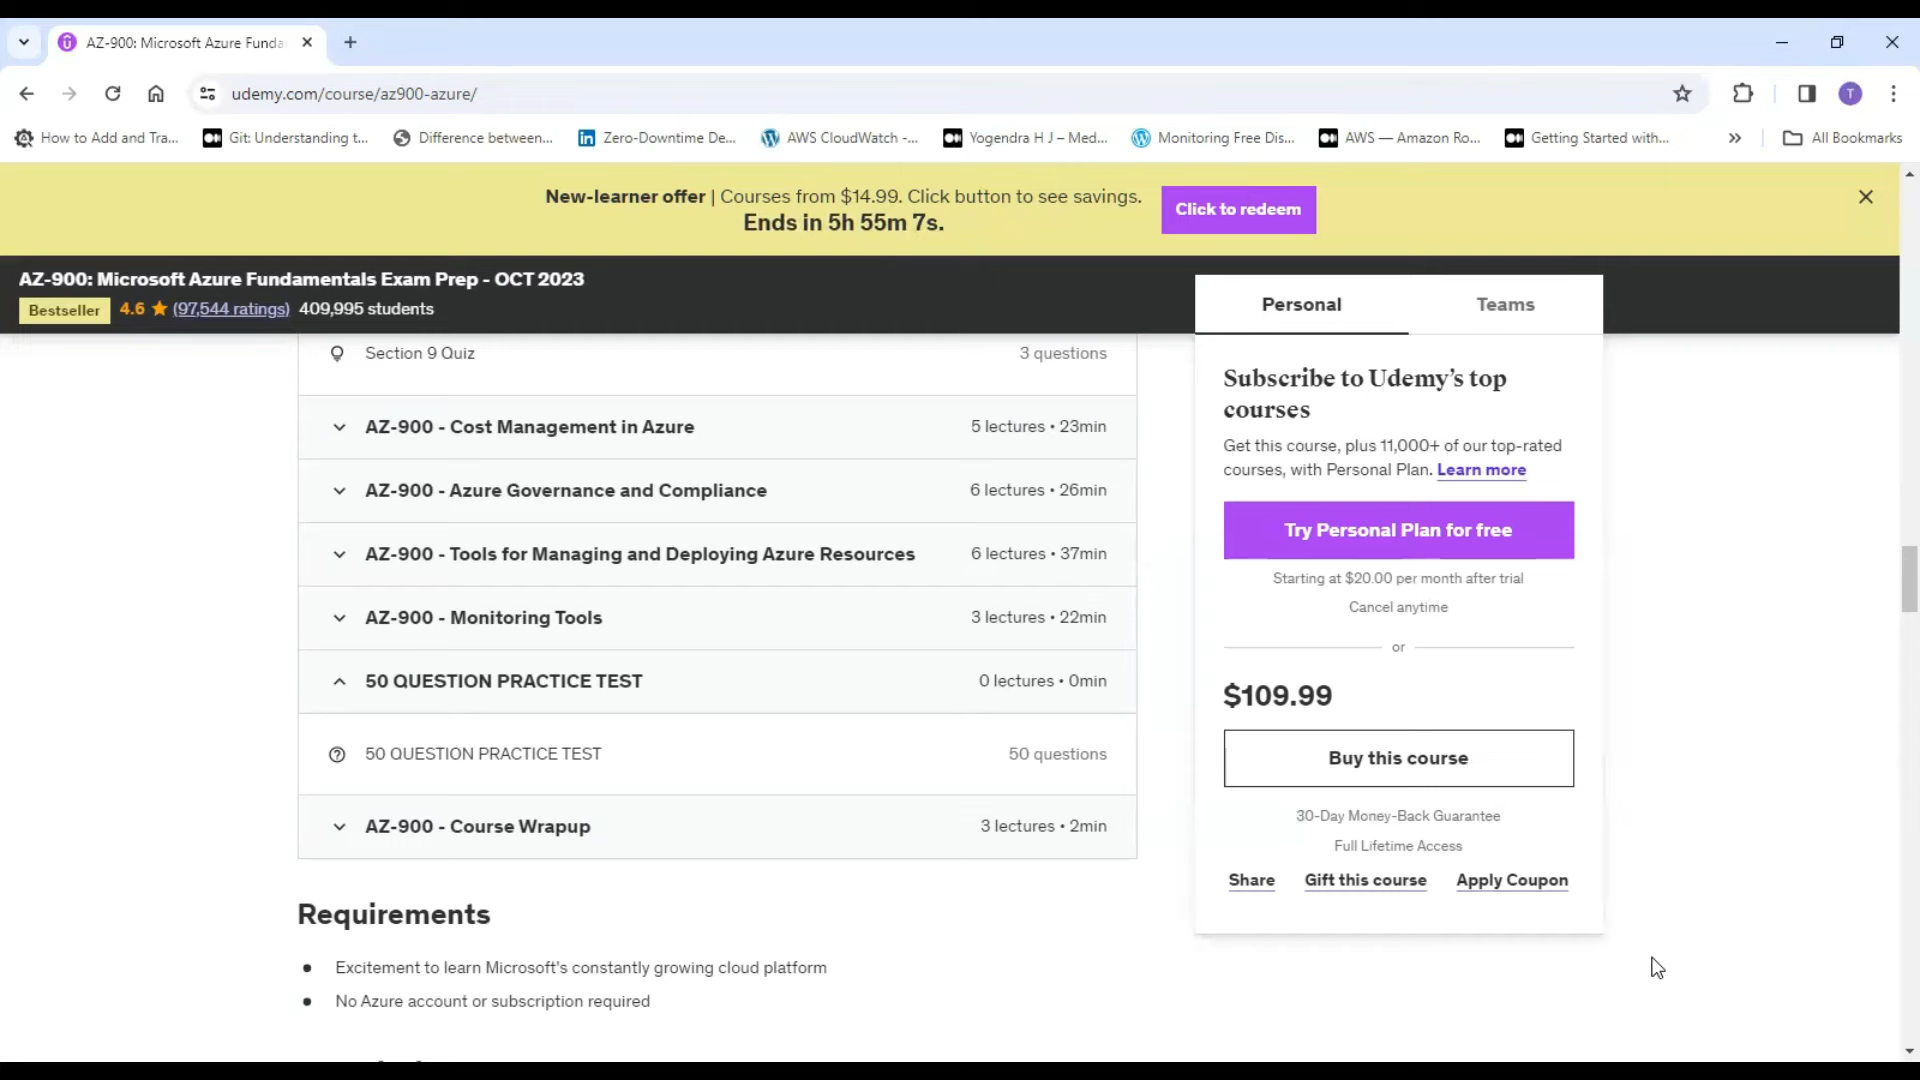 AZ-900: Microsoft Azure Funda
udemy.com/course/az900-azure/
T
How to Add and Tra...
Git: Understanding t...
Difference between...
Zero-Downtime De...
AWS CloudWatch -...
Yogendra H J – Med...
Monitoring Free Dis...
AWS — Amazon Ro...
Getting Started with...
All Bookmarks
New-learner offer | Courses from $14.99. Click button to see savings.
Ends in 5h 55m 7s.
Click to redeem
AZ-900: Microsoft Azure Fundamentals Exam Prep - OCT 2023
Bestseller 4.6 (97,544 ratings) 409,995 students
Section 9 Quiz 3 questions
AZ-900 - Cost Management in Azure 5 lectures • 23min
AZ-900 - Azure Governance and Compliance 6 lectures • 26min
AZ-900 - Tools for Managing and Deploying Azure Resources 6 lectures • 37min
AZ-900 - Monitoring Tools 3 lectures • 22min
50 QUESTION PRACTICE TEST 0 lectures • 0min
50 QUESTION PRACTICE TEST 50 questions
AZ-900 - Course Wrapup 3 lectures • 2min
Requirements
Excitement to learn Microsoft's constantly growing cloud platform
No Azure account or subscription required
Personal Teams
Subscribe to Udemy's top
courses
Get this course, plus 11,000+ of our top-rated
courses, with Personal Plan. Learn more
Try Personal Plan for free
Starting at $20.00 per month after trial
Cancel anytime
or
$109.99
Buy this course
30-Day Money-Back Guarantee
Full Lifetime Access
Share Gift this course Apply Coupon